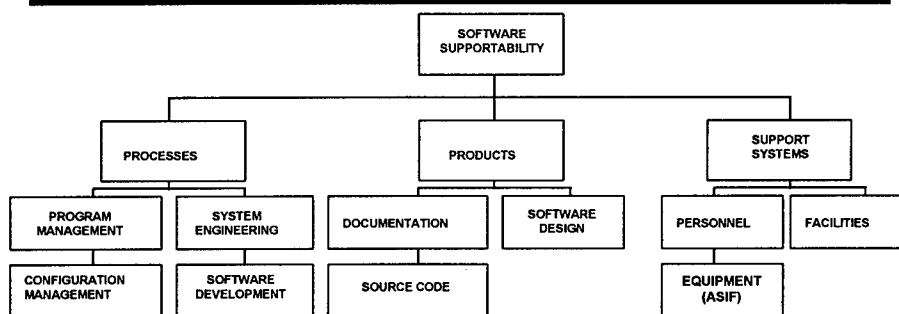 SOFTWARE
SUPPORTABILITY
PROCESSES
PRODUCTS
SUPPORT
SYSTEMS
PROGRAM
MANAGEMENT
SYSTEM
ENGINEERING
DOCUMENTATION
SOFTWARE
DESIGN
PERSONNEL
FACILITIES
CONFIGURATION
MANAGEMENT
SOFTWARE
DEVELOPMENT
SOURCE CODE
EQUIPMENT
(ASIF)